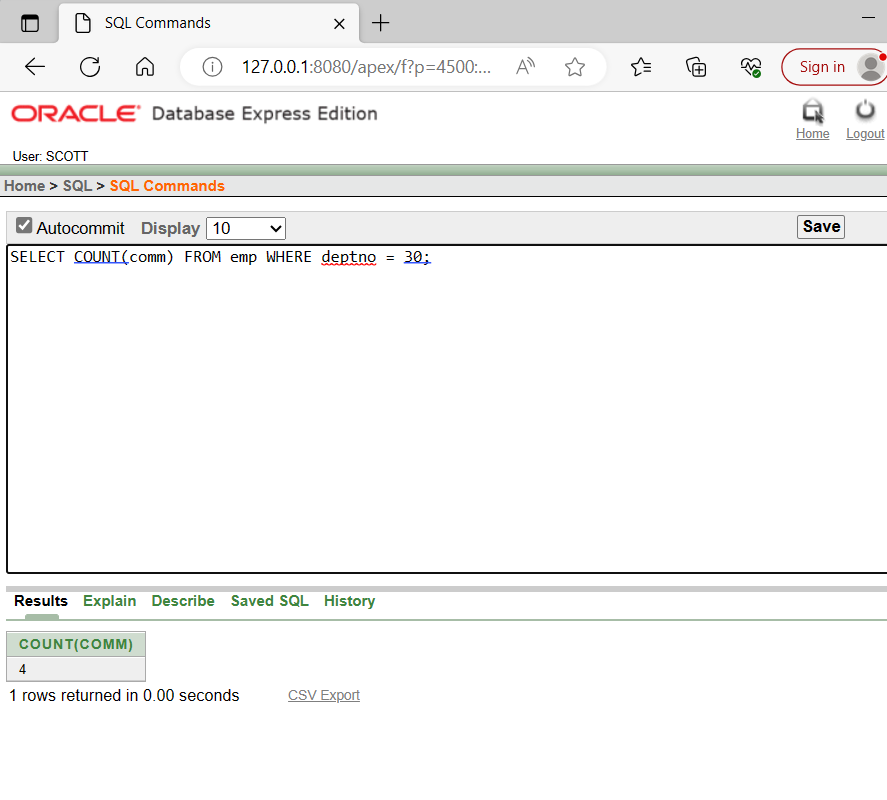 SQL Commands
127.0.0.1:8080/apex/f?p=4500:...
Sign in
ORACLE® Database Express Edition
Home Logout
User: SCOTT
Home > SQL > SQL Commands
Autocommit Display 10 Save
SELECT COUNT(comm) FROM emp WHERE deptno = 30;
Results Explain Describe Saved SQL History
COUNT(COMM)
4
1 rows returned in 0.00 seconds CSV Export